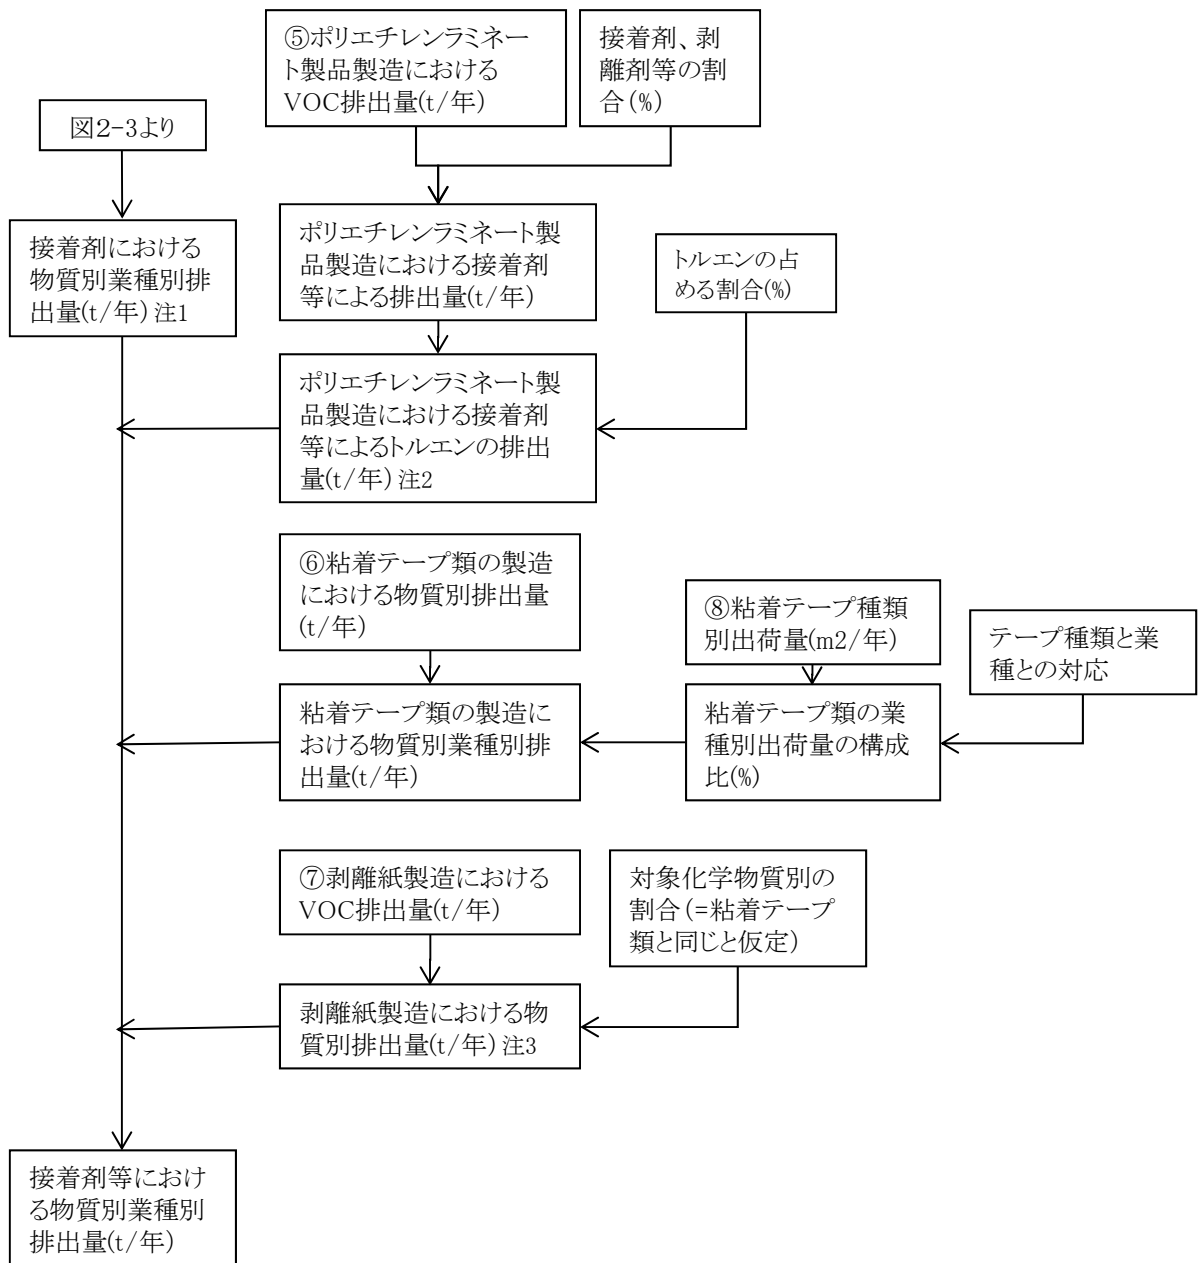 ⑤ポリエチレンラミネー
ト製品製造における
VOC排出量(t/年)
接着剤、剥
離剤等の割
合(%)
図2-3より
接着剤における
物質別業種別排
出量(t/年)注1
ポリエチレンラミネート製
品製造における接着剤
等による排出量(t/年)
トルエンの占
める割合(%)
ポリエチレンラミネート製
品製造における接着剤
等によるトルエンの排出
量(t/年)注2
⑥粘着テープ類の製造
における物質別排出量
(t/年)
⑧粘着テープ種類
別出荷量(m2/年)
テープ種類と業
種との対応
粘着テープ類の製造に
おける物質別業種別排
出量(t/年)
粘着テープ類の業
種別出荷量の構成
比(%)
⑦剥離紙製造における
VOC排出量(t/年)
対象化学物質別の
割合(=粘着テープ
類と同じと仮定)
剥離紙製造における物
質別排出量(t/年)注3
接着剤等におけ
る物質別業種別
排出量(t/年)